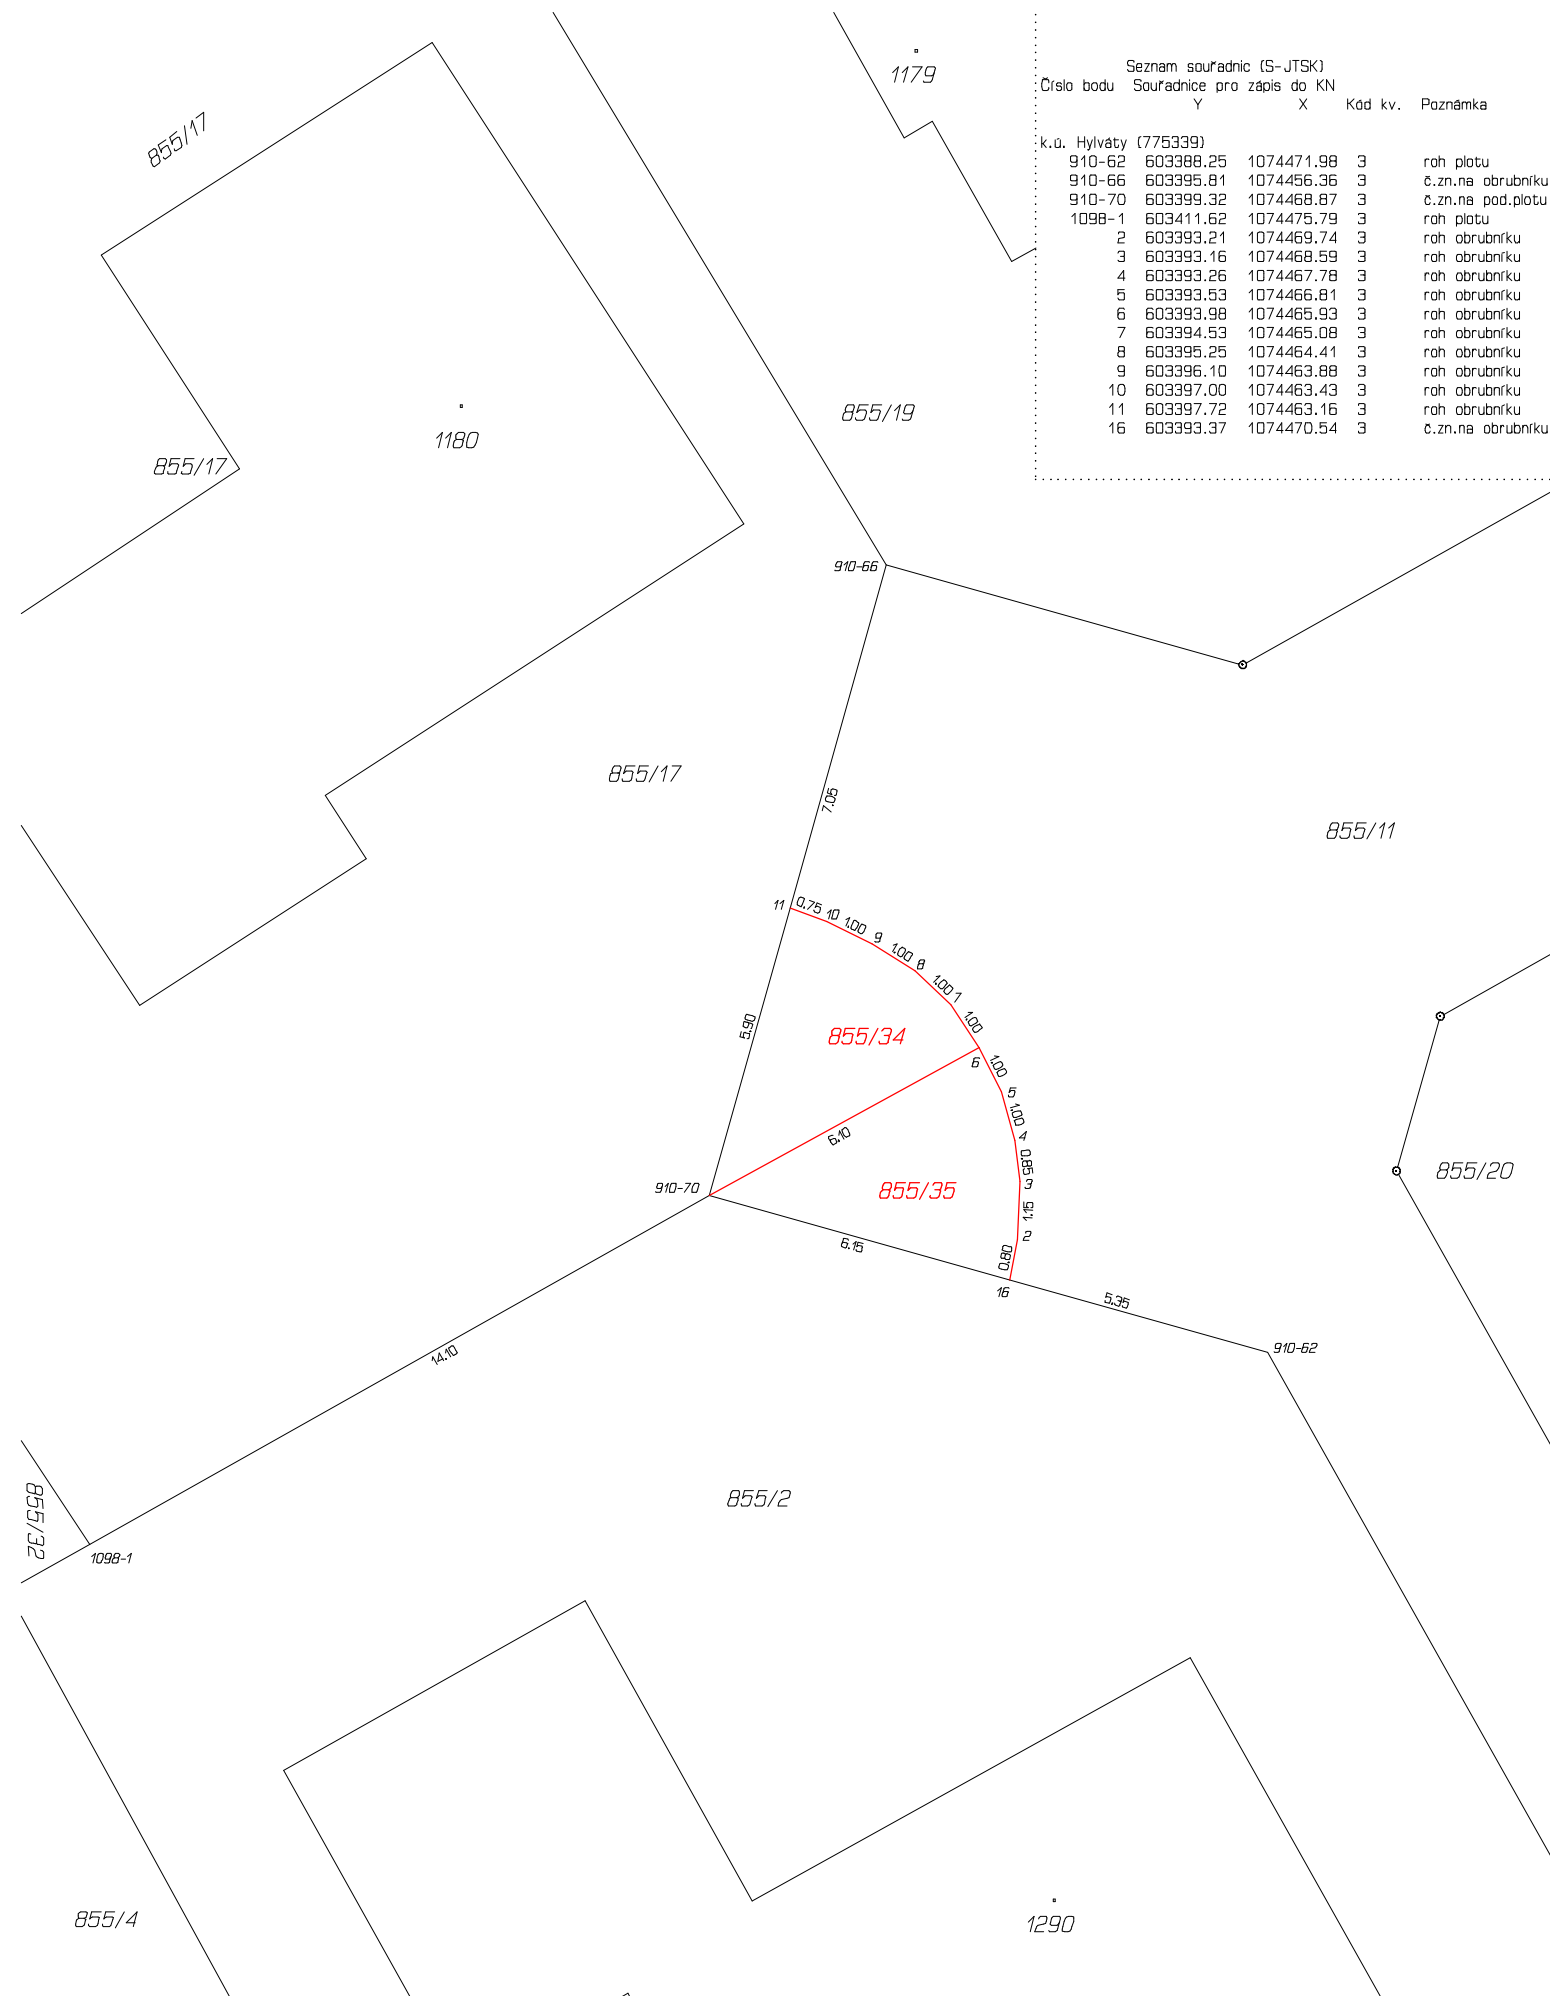 1179
Seznam souřadnic (S-JTSK)
Číslo bodu Souřadnice pro zápis do KN
Y X Kód kv. Poznámka
k.ú. Hylváty (775339)
910-62 603388.25 1074471.98 3 roh plotu
910-66 603395.81 1074456.36 3 č.zn.na obrubníku
910-70 603399.32 1074468.87 3 č.zn.na pod.plotu
1098-1 603411.62 1074475.79 3 roh plotu
2 603393.21 1074469.74 3 roh obrubníku
3 603393.16 1074468.59 3 roh obrubníku
4 603393.26 1074467.78 3 roh obrubníku
5 603393.53 1074466.81 3 roh obrubníku
6 603393.98 1074465.93 3 roh obrubníku
7 603394.53 1074465.08 3 roh obrubníku
8 603395.25 1074464.41 3 roh obrubníku
9 603396.10 1074463.88 3 roh obrubníku
10 603397.00 1074463.43 3 roh obrubníku
11 603397.72 1074463.16 3 roh obrubníku
16 603393.37 1074470.54 3 č.zn.na obrubníku
855/17
855/19
1180
855/17
910-66
855/17
7.05
855/11
11
0.75
10
1.00
9
1.00
8
1.00
7
1.00
5.90
855/34
6
1.00
5
1.00
4
6.10
0.85
855/20
910-70
855/35
3
1.15
2
6.15
0.80
16
5.35
910-62
14.10
855/2
855/32
1098-1
855/4
1290